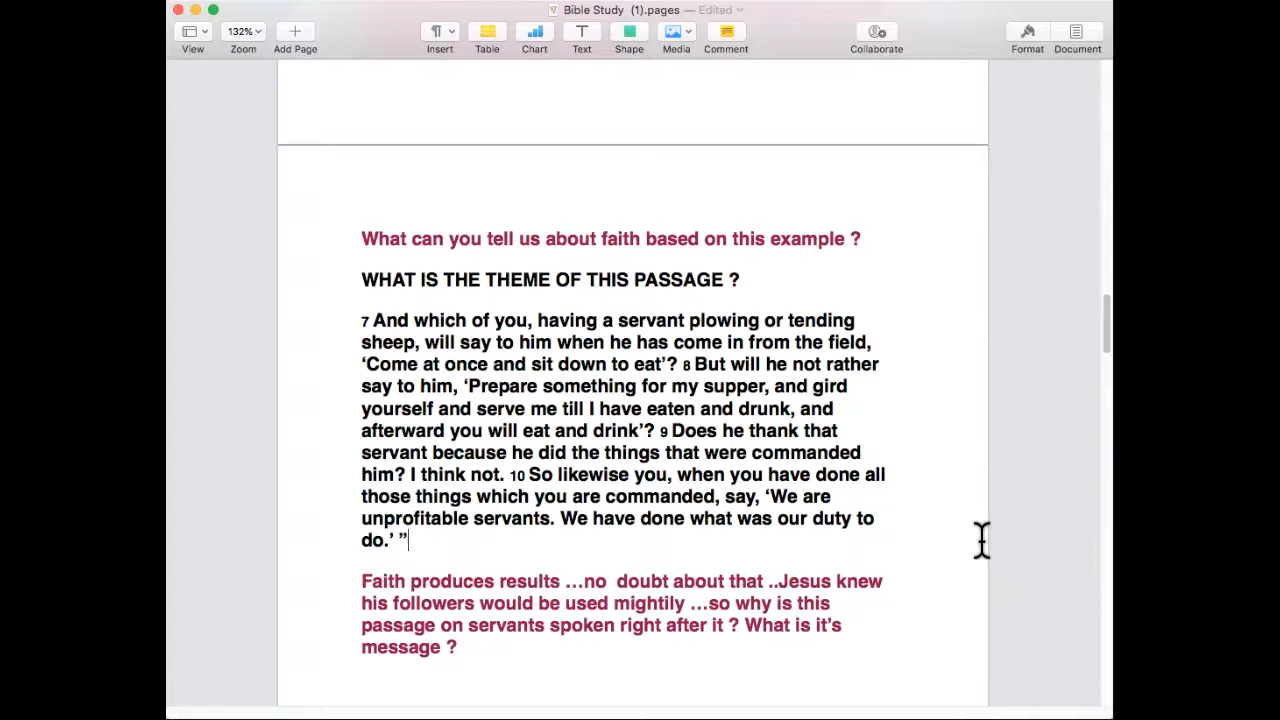 Bible Study (1).pages — Edited
132%
View
Zoom
Add Page
Insert
Table
Chart
Text
Shape
Media
Comment
Collaborate
Format
Document
What can you tell us about faith based on this example ?
WHAT IS THE THEME OF THIS PASSAGE ?
7 And which of you, having a servant plowing or tending
sheep, will say to him when he has come in from the field,
‘Come at once and sit down to eat’? 8 But will he not rather
say to him, ‘Prepare something for my supper, and gird
yourself and serve me till I have eaten and drunk, and
afterward you will eat and drink’? 9 Does he thank that
servant because he did the things that were commanded
him? I think not. 10 So likewise you, when you have done all
those things which you are commanded, say, ‘We are
unprofitable servants. We have done what was our duty to
do.’ ”
Faith produces results …no  doubt about that ..Jesus knew
his followers would be used mightily …so why is this
passage on servants spoken right after it ? What is it’s
message ?